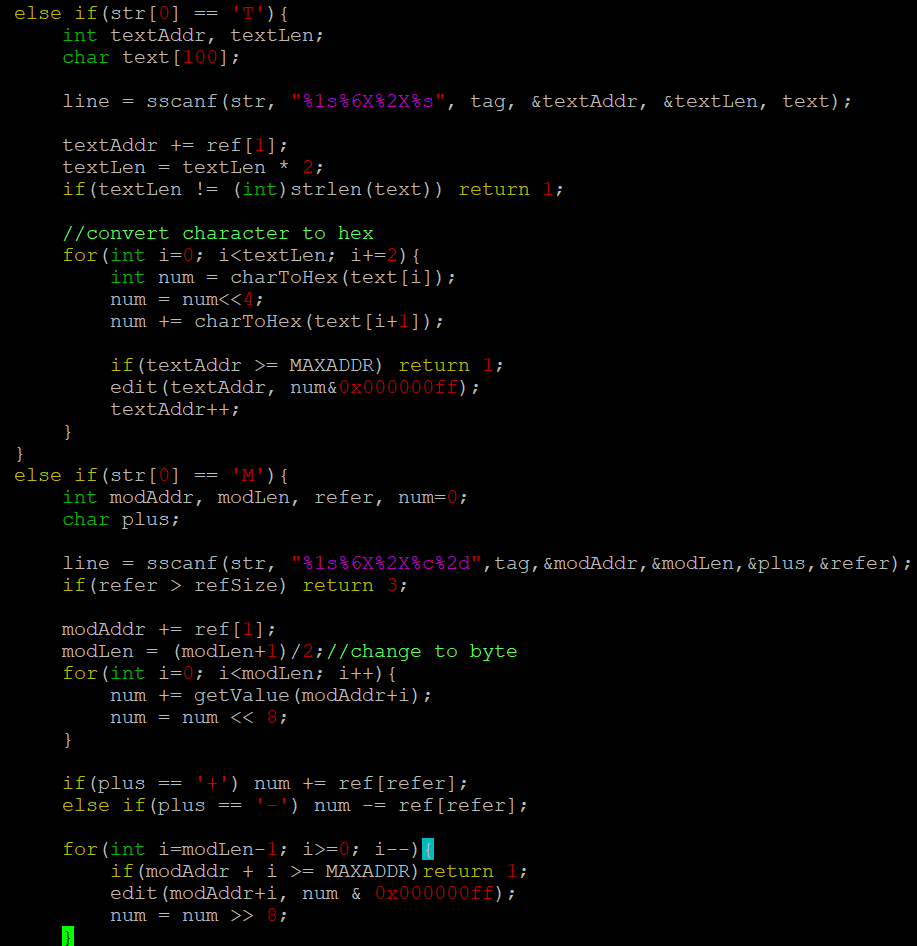 else if(str[0] == 'T'){
    int textAddr, textLen;
    char text[100];

    line = sscanf(str, "%1s%6X%2X%s", tag, &textAddr, &textLen, text);

    textAddr += ref[1];
    textLen = textLen * 2;
    if(textLen != (int)strlen(text)) return 1;

    //convert character to hex
    for(int i=0; i<textLen; i+=2){
        int num = charToHex(text[i]);
        num = num<<4;
        num += charToHex(text[i+1]);

        if(textAddr >= MAXADDR) return 1;
        edit(textAddr, num&0x000000ff);
        textAddr++;
    }
}
else if(str[0] == 'M'){
    int modAddr, modLen, refer, num=0;
    char plus;

    line = sscanf(str, "%1s%6X%2X%c%2d",tag,&modAddr,&modLen,&plus,&refer);
    if(refer > refSize) return 3;

    modAddr += ref[1];
    modLen = (modLen+1)/2;//change to byte
    for(int i=0; i<modLen; i++){
        num += getValue(modAddr+i);
        num = num << 8;
    }

    if(plus == '+') num += ref[refer];
    else if(plus == '-') num -= ref[refer];

    for(int i=modLen-1; i>=0; i--){
        if(modAddr + i >= MAXADDR)return 1;
        edit(modAddr+i, num & 0x000000ff);
        num = num >> 8;
    }